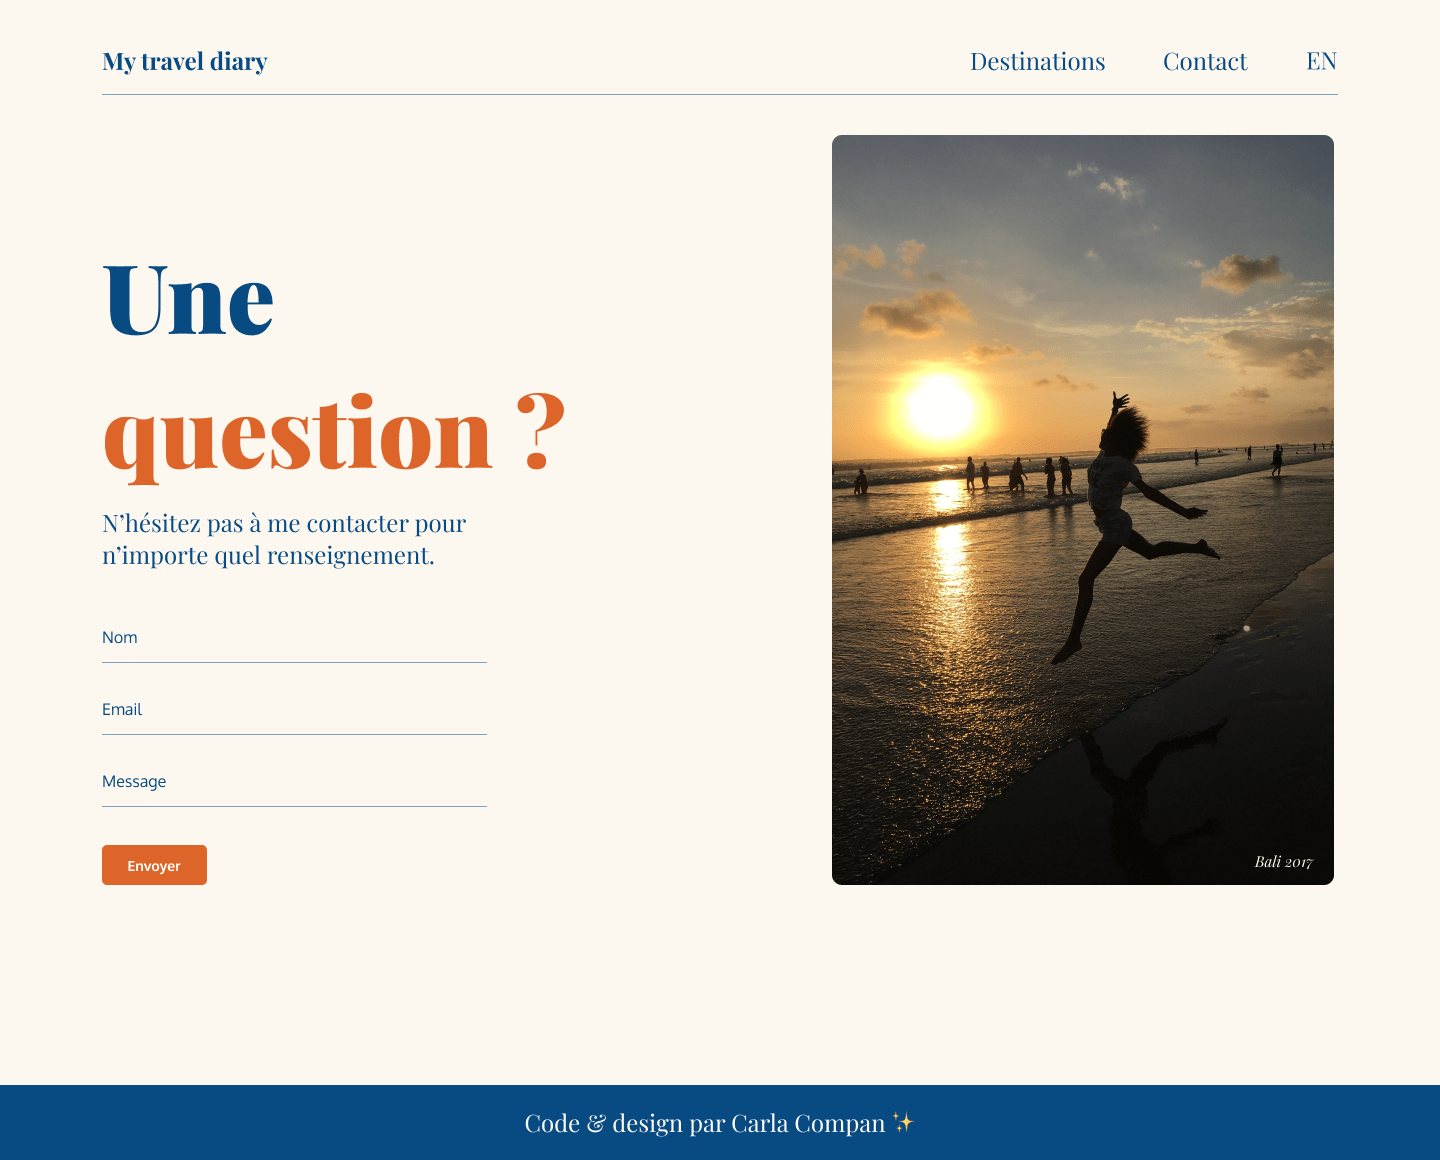 My travel diary
Destinations
Contact
EN
Une
question ?
N’hésitez pas à me contacter pour
n’importe quel renseignement.
Nom
Email
Message
Envoyer
Bali 2017
Code & design par Carla Compan ✨